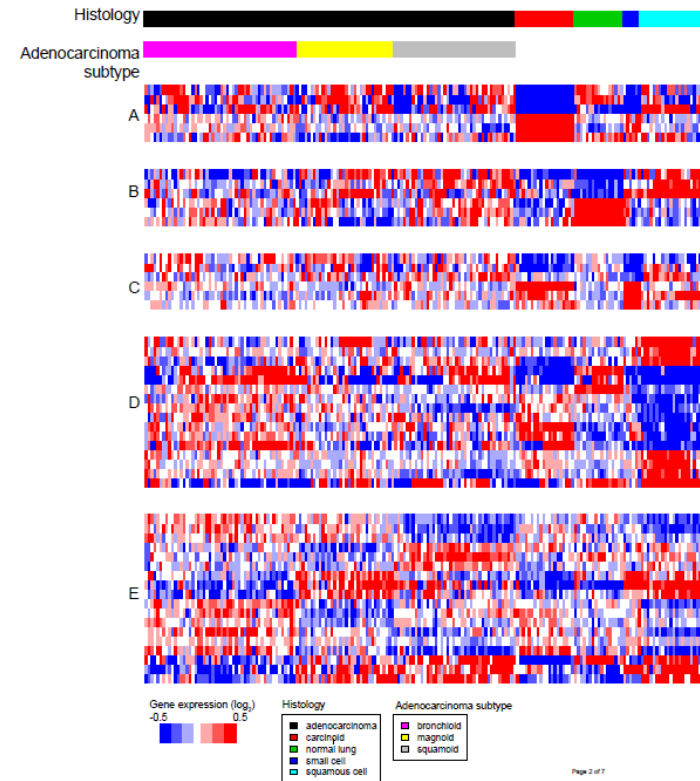 Histology
Adenocarcinoma
subtype
A
B
C
D
E
Gene expression (log2)
-0.5 0.5
Histology
adenocarcinoma
carcinoid
normal lung
small cell
squamous cell
Adenocarcinoma subtype
bronchioid
magnoid
squamoid
Page 2 of 7